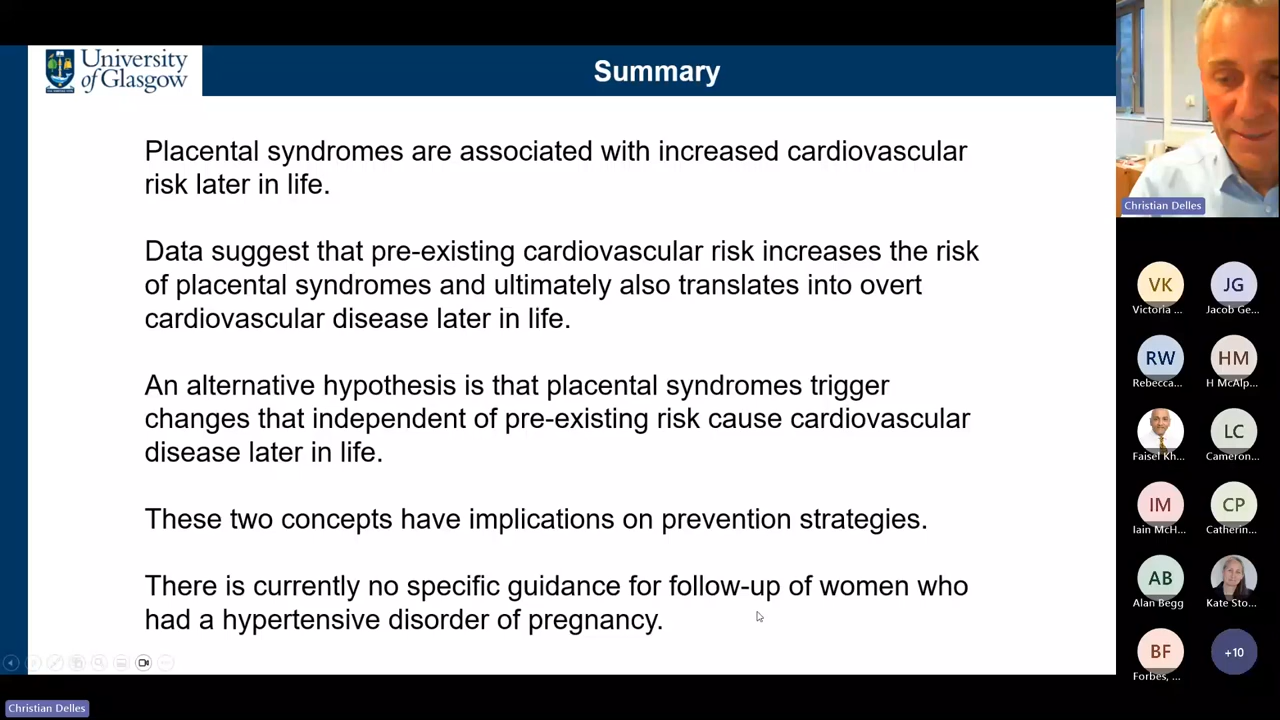 University
of Glasgow
Summary
Placental syndromes are associated with increased cardiovascular
risk later in life.
Data suggest that pre-existing cardiovascular risk increases the risk
of placental syndromes and ultimately also translates into overt
cardiovascular disease later in life.
An alternative hypothesis is that placental syndromes trigger
changes that independent of pre-existing risk cause cardiovascular
disease later in life.
These two concepts have implications on prevention strategies.
There is currently no specific guidance for follow-up of women who
had a hypertensive disorder of pregnancy.
Christian Delles
VK
Victoria ...
JG
Jacob Ge...
RW
Rebecca...
HM
H McAlp...
Faisel Kh...
LC
Cameron...
IM
Iain McH...
CP
Catherin...
AB
Alan Begg
Kate Sto...
BF
Forbes, ...
+10
Christian Delles